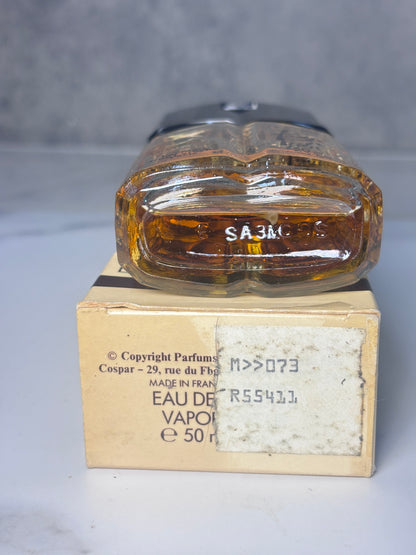 SA3M
© Copyright Parfums
Cospar - 29, rue du Fbg
MADE IN FRAN
EAU DE
VAPO
℮ 50 m
M>>073
R55411